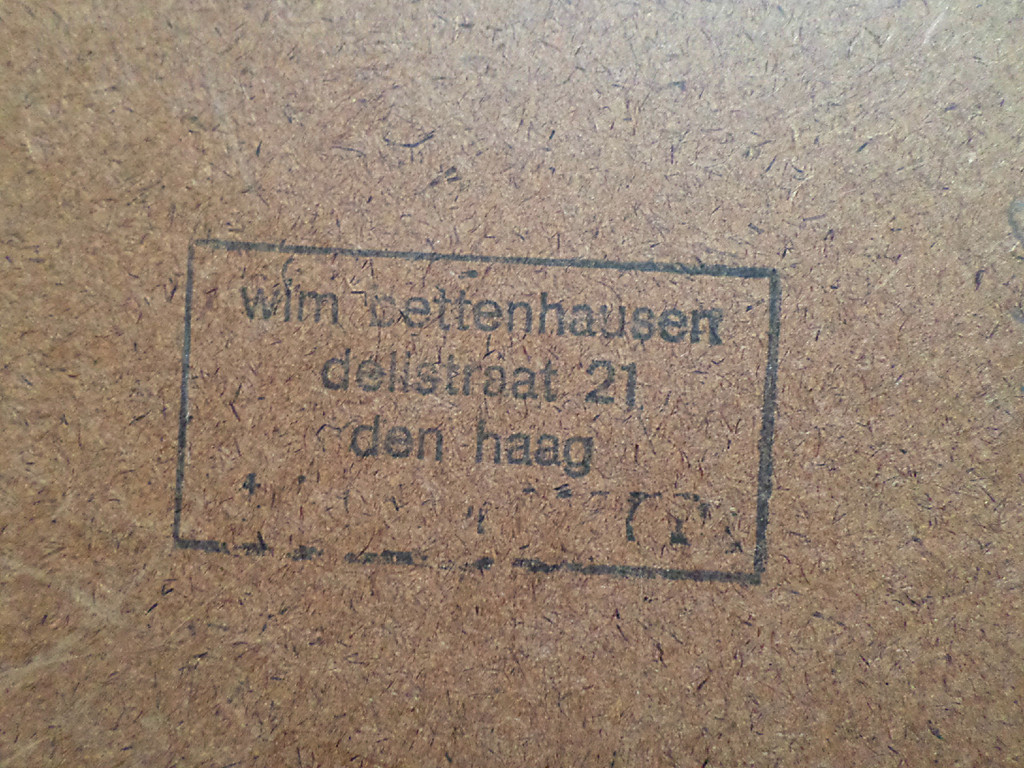 wim bettenhausen
delistraat 21
den haag